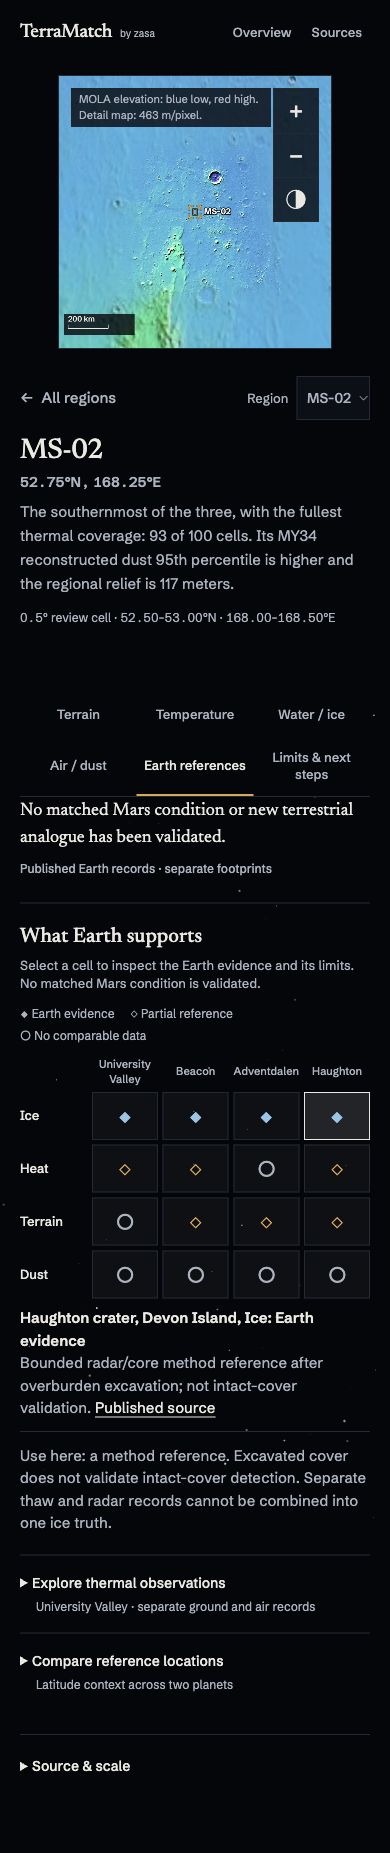 TerraMatch by zasa
Overview
Sources
MOLA elevation: blue low, red high.
Detail map: 463 m/pixel.
+
−
MS-02
200 km
← All regions
Region
MS-02
MS-02
52.75°N, 168.25°E
The southernmost of the three, with the fullest
thermal coverage: 93 of 100 cells. Its MY34
reconstructed dust 95th percentile is higher and
the regional relief is 117 meters.
0.5° review cell · 52.50–53.00°N · 168.00–168.50°E
Terrain
Temperature
Water / ice
Air / dust
Earth references
Limits & next
steps
No matched Mars condition or new terrestrial
analogue has been validated.
Published Earth records · separate footprints
What Earth supports
Select a cell to inspect the Earth evidence and its limits.
No matched Mars condition is validated.
◆ Earth evidence ◇ Partial reference
○ No comparable data
University
Valley
Beacon
Adventdalen
Haughton
Ice
Heat
Terrain
Dust
Haughton crater, Devon Island, Ice: Earth
evidence
Bounded radar/core method reference after
overburden excavation; not intact-cover
validation. Published source
Use here: a method reference. Excavated cover
does not validate intact-cover detection. Separate
thaw and radar records cannot be combined into
one ice truth.
▶ Explore thermal observations
University Valley · separate ground and air records
▶ Compare reference locations
Latitude context across two planets
▶ Source & scale